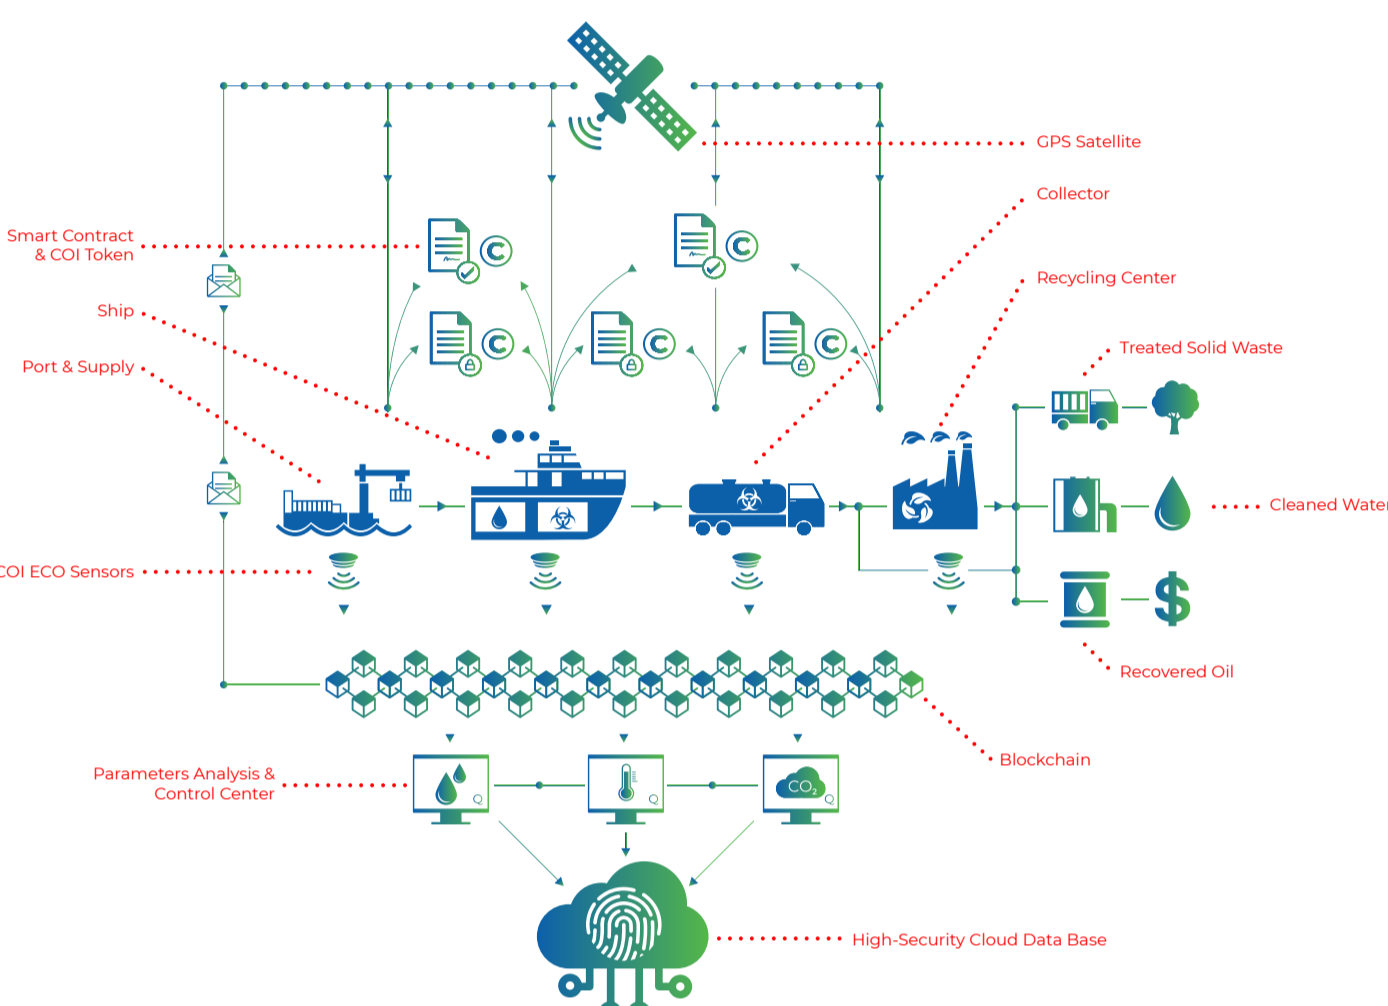 GPS Satellite
Collector
Smart Contract
& COI Token
C
C
Recycling Center
Ship
C
C
C
Treated Solid Waste
Port & Supply
Cleaned Water
COI ECO Sensors
$
Recovered Oil
Blockchain
Parameters Analysis &
Control Center
CO₂
High-Security Cloud Data Base